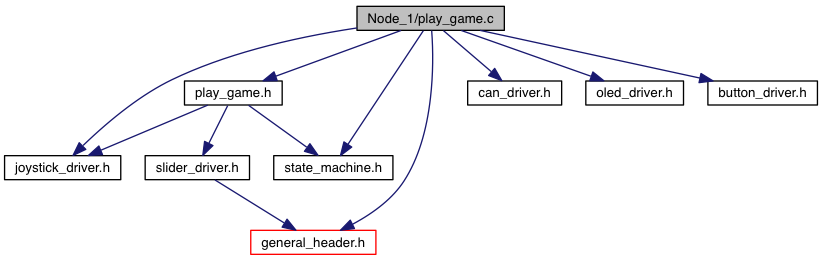 Node_1/play_game.c
play_game.h
can_driver.h
oled_driver.h
button_driver.h
joystick_driver.h
slider_driver.h
state_machine.h
general_header.h